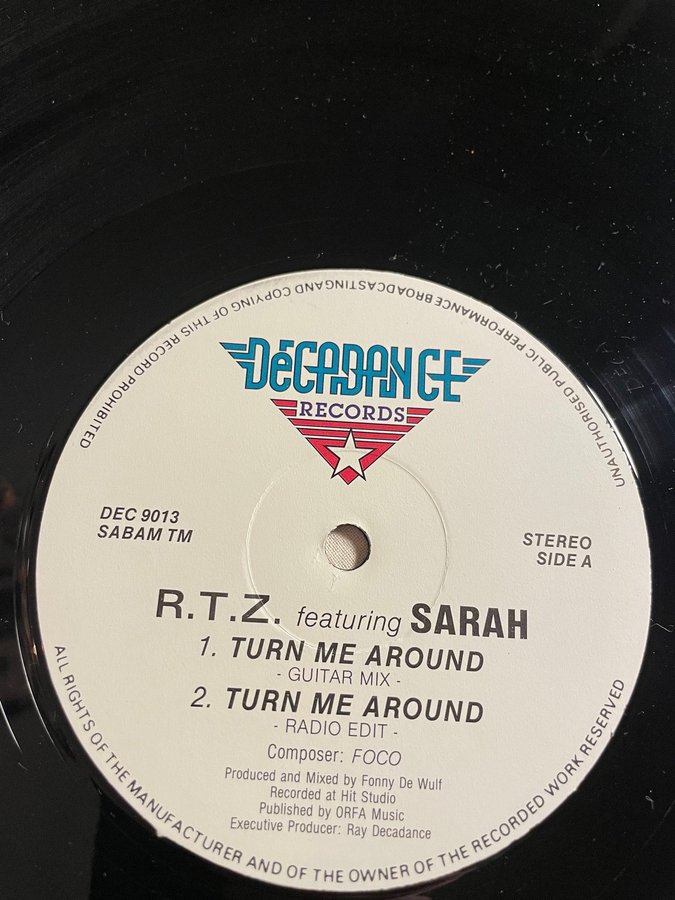 DéCADANCE
RECORDS
UNAUTHORISED PUBLIC PERFORMANCE BROADCASTINGAND COPYING OF THIS RECORD PROHIBITED
DEC 9013
SABAM TM
STEREO
SIDE A
R.T.Z. featuring SARAH
1. TURN ME AROUND
- GUITAR MIX -
2. TURN ME AROUND
- RADIO EDIT -
Composer: FOCO
Produced and Mixed by Fonny De Wulf
Recorded at Hit Studio
Published by ORFA Music
Executive Producer: Ray Decadance
ALL RIGHTS OF THE MANUFACTURER AND OF THE OWNER OF THE RECORDED WORK RESERVED